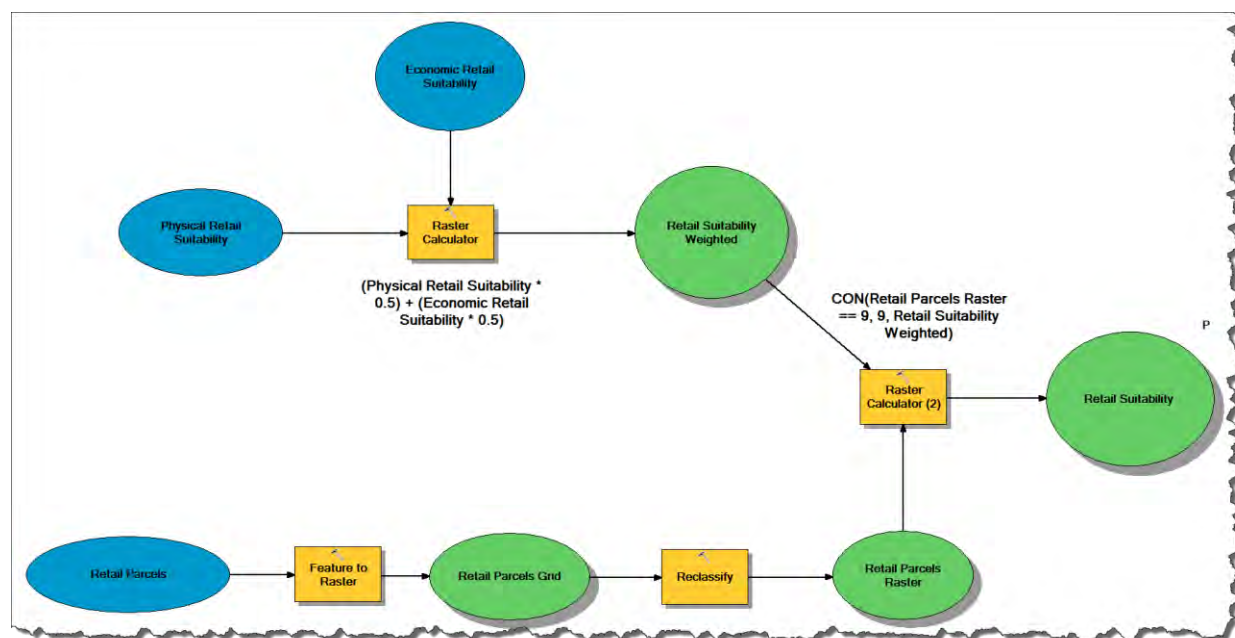 Economic Retail
Suitability
Physical Retail
Suitability
Raster
Calculator
Retail Suitability
Weighted
(Physical Retail Suitability *
0.5) + (Economic Retail
Suitability * 0.5)
CON(Retail Parcels Raster
== 9, 9, Retail Suitability
Weighted)
P
Raster
Calculator (2)
Retail Suitability
Retail Parcels
Feature to
Raster
Retail Parcels Grid
Reclassify
Retail Parcels
Raster